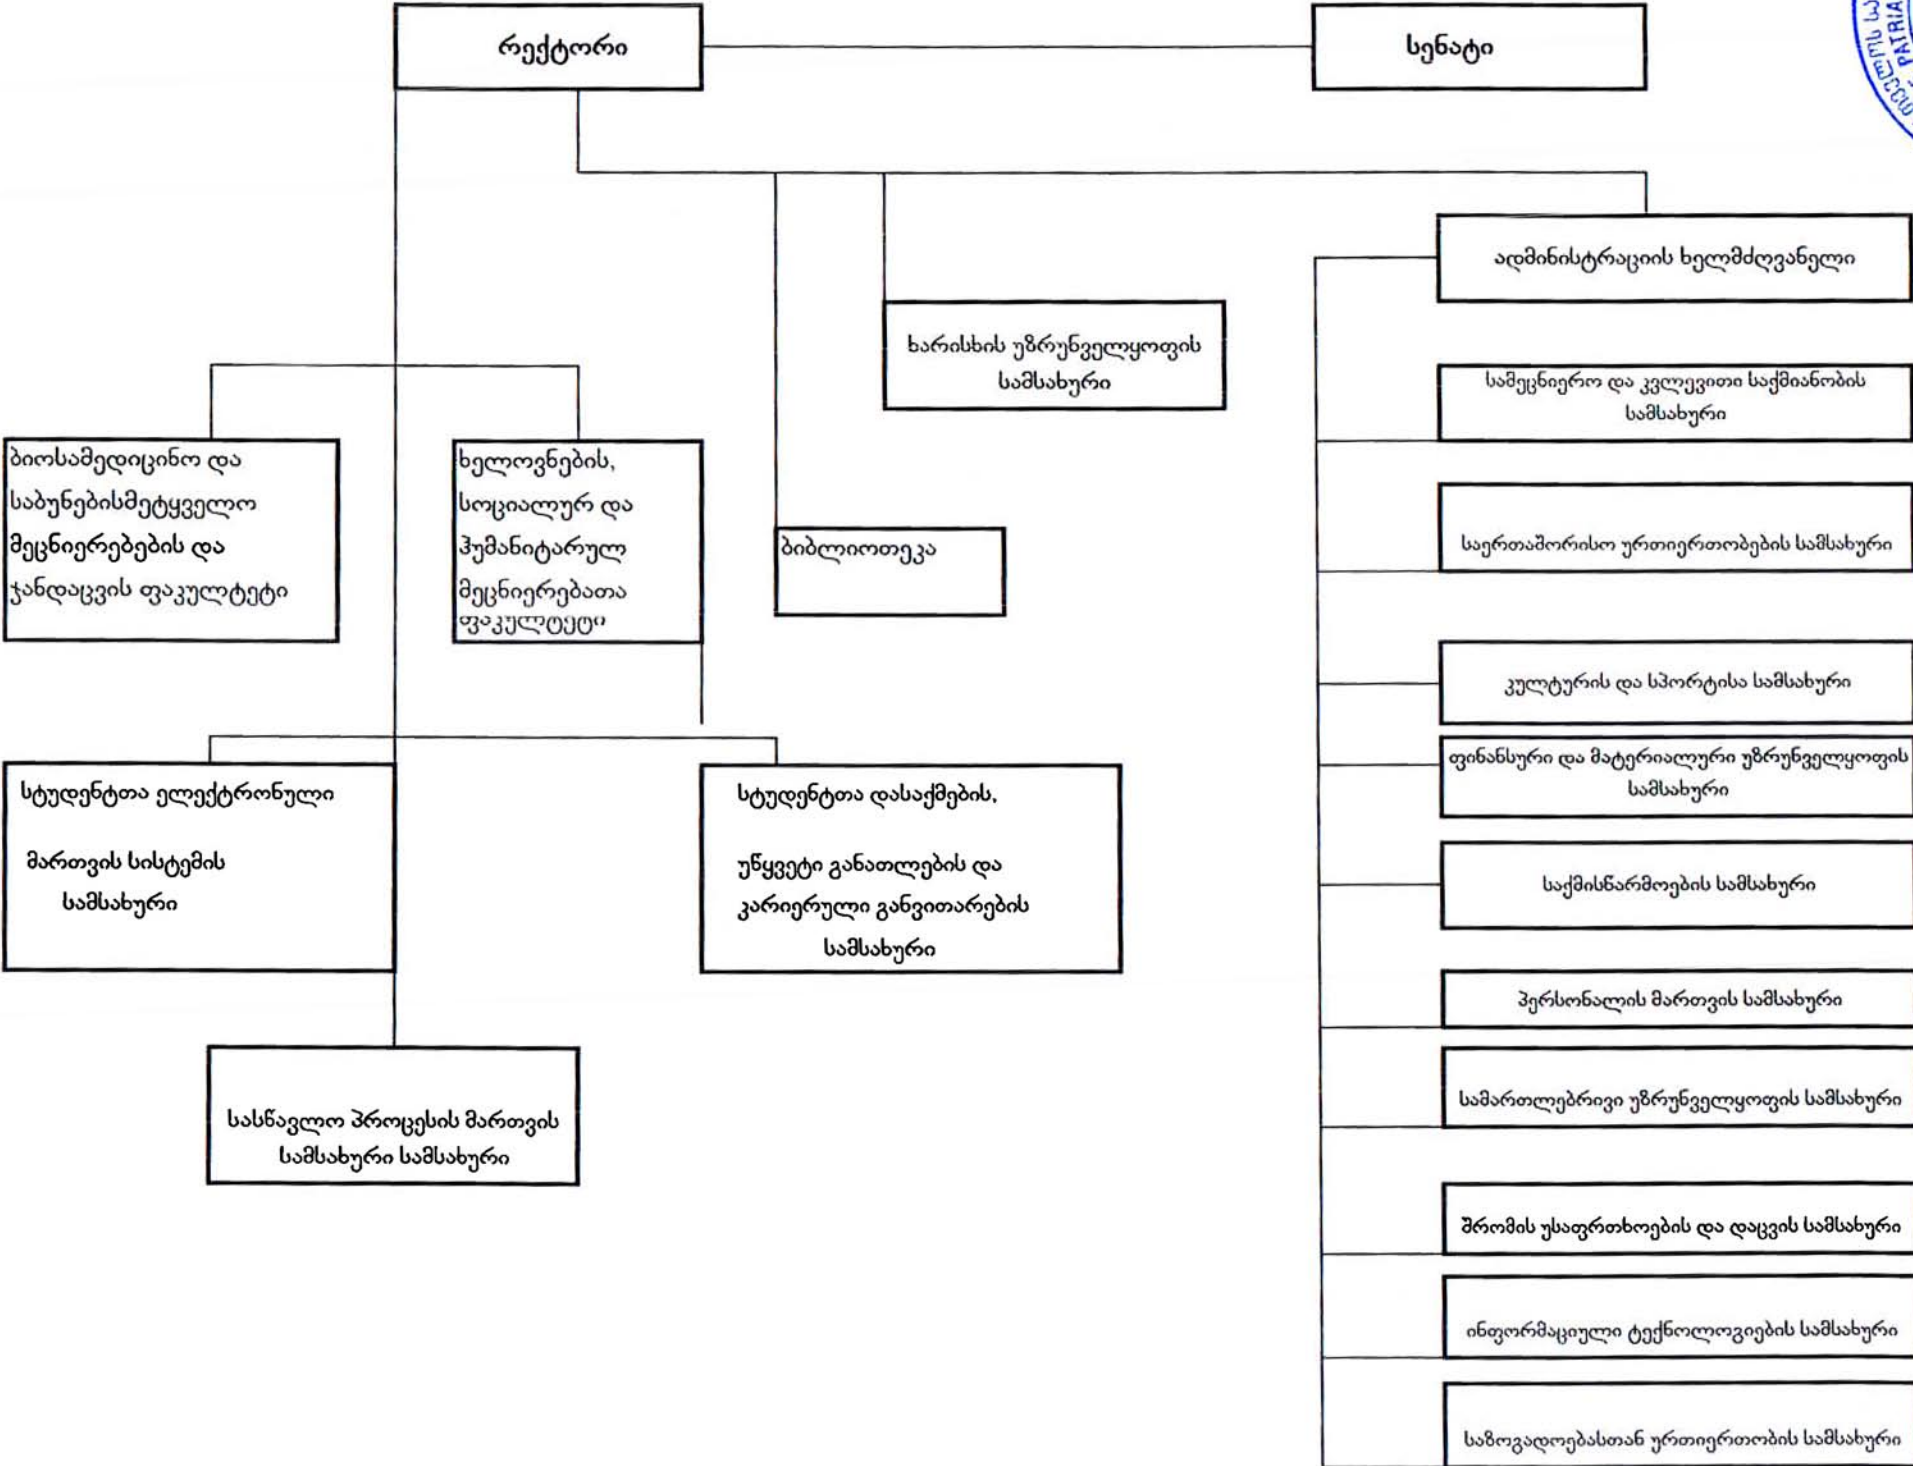 რექტორი
სენატი
PATRIA
ადმინისტრაციის ხელმძღვანელი
ხარისხის უზრუნველყოფის
სამსახური
სამეცნიერო და კვლევითი საქმიანობის
სამსახური
ბიოსამედიცინო და
საბუნებისმეტყველო
მეცნიერებების და
ჯანდაცვის ფაკულტეტი
ხელოვნების,
სოციალურ და
ჰუმანიტარულ
მეცნიერებათა
ფაკულტეტი
ბიბლიოთეკა
საერთაშორისო ურთიერთობების სამსახური
კულტურის და სპორტისა სამსახური
ფინანსური და მატერიალური უზრუნველყოფის
სამსახური
სტუდენტთა ელექტრონული
მართვის სისტემის
სამსახური
სტუდენტთა დასაქმების,
უწყვეტი განათლების და
კარიერული განვითარების
სამსახური
საქმისწარმოების სამსახური
პერსონალის მართვის სამსახური
სამართლებრივი უზრუნველყოფის სამსახური
სასწავლო პროცესის მართვის
სამსახური სამსახური
შრომის უსაფრთხოების და დაცვის სამსახური
ინფორმაციული ტექნოლოგიების სამსახური
საზოგადოებასთან ურთიერთობის სამსახური